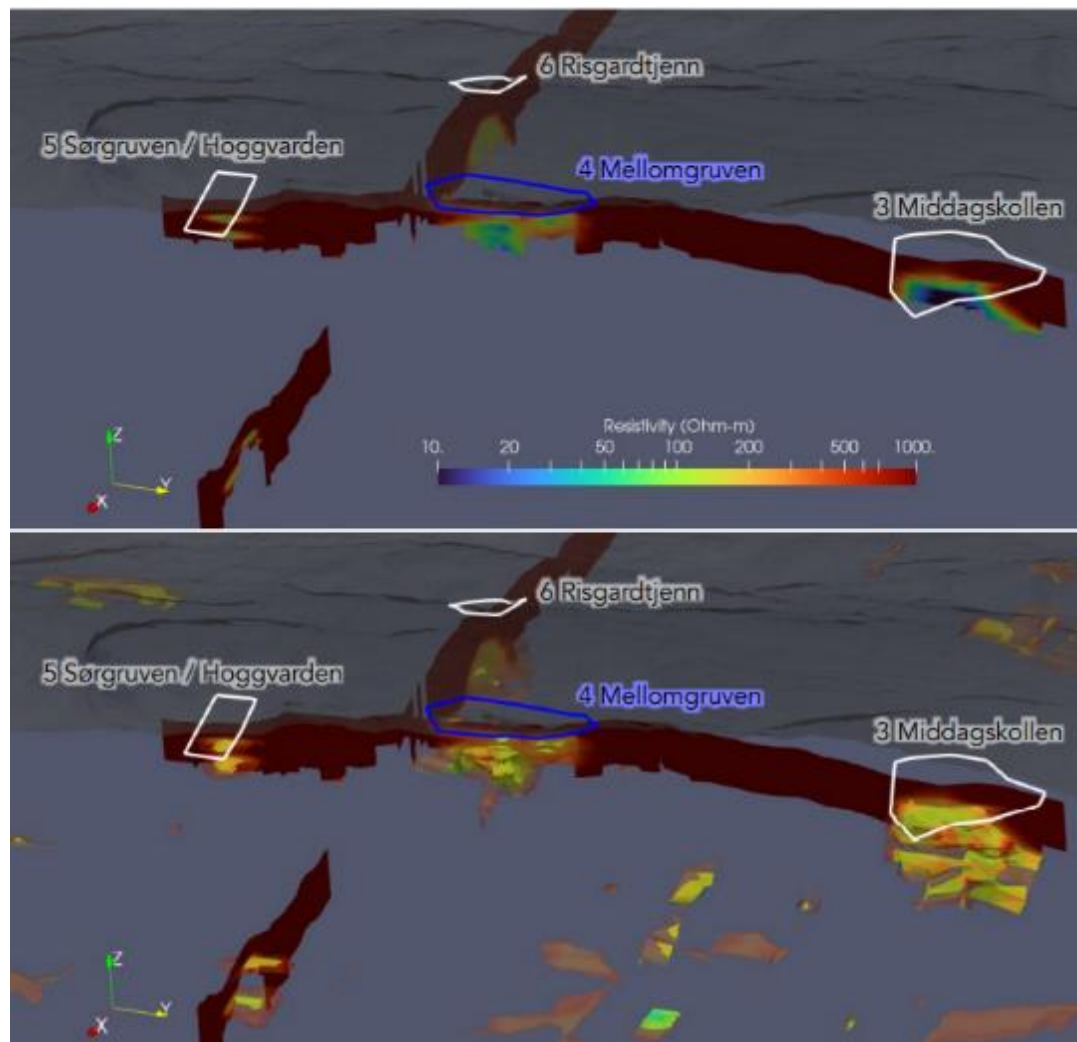 6 Risgardtjenn
5 Sørgruven / Hoggvarden
4 Mellomgruven
3 Middagskollen
Resistivity (Ohm-m)
10. 20 50 100 200 500 1000.
Z
Y
X
6 Risgardtjenn
5 Sørgruven / Hoggvarden
4 Mellomgruven
3 Middagskollen
Z
Y
X